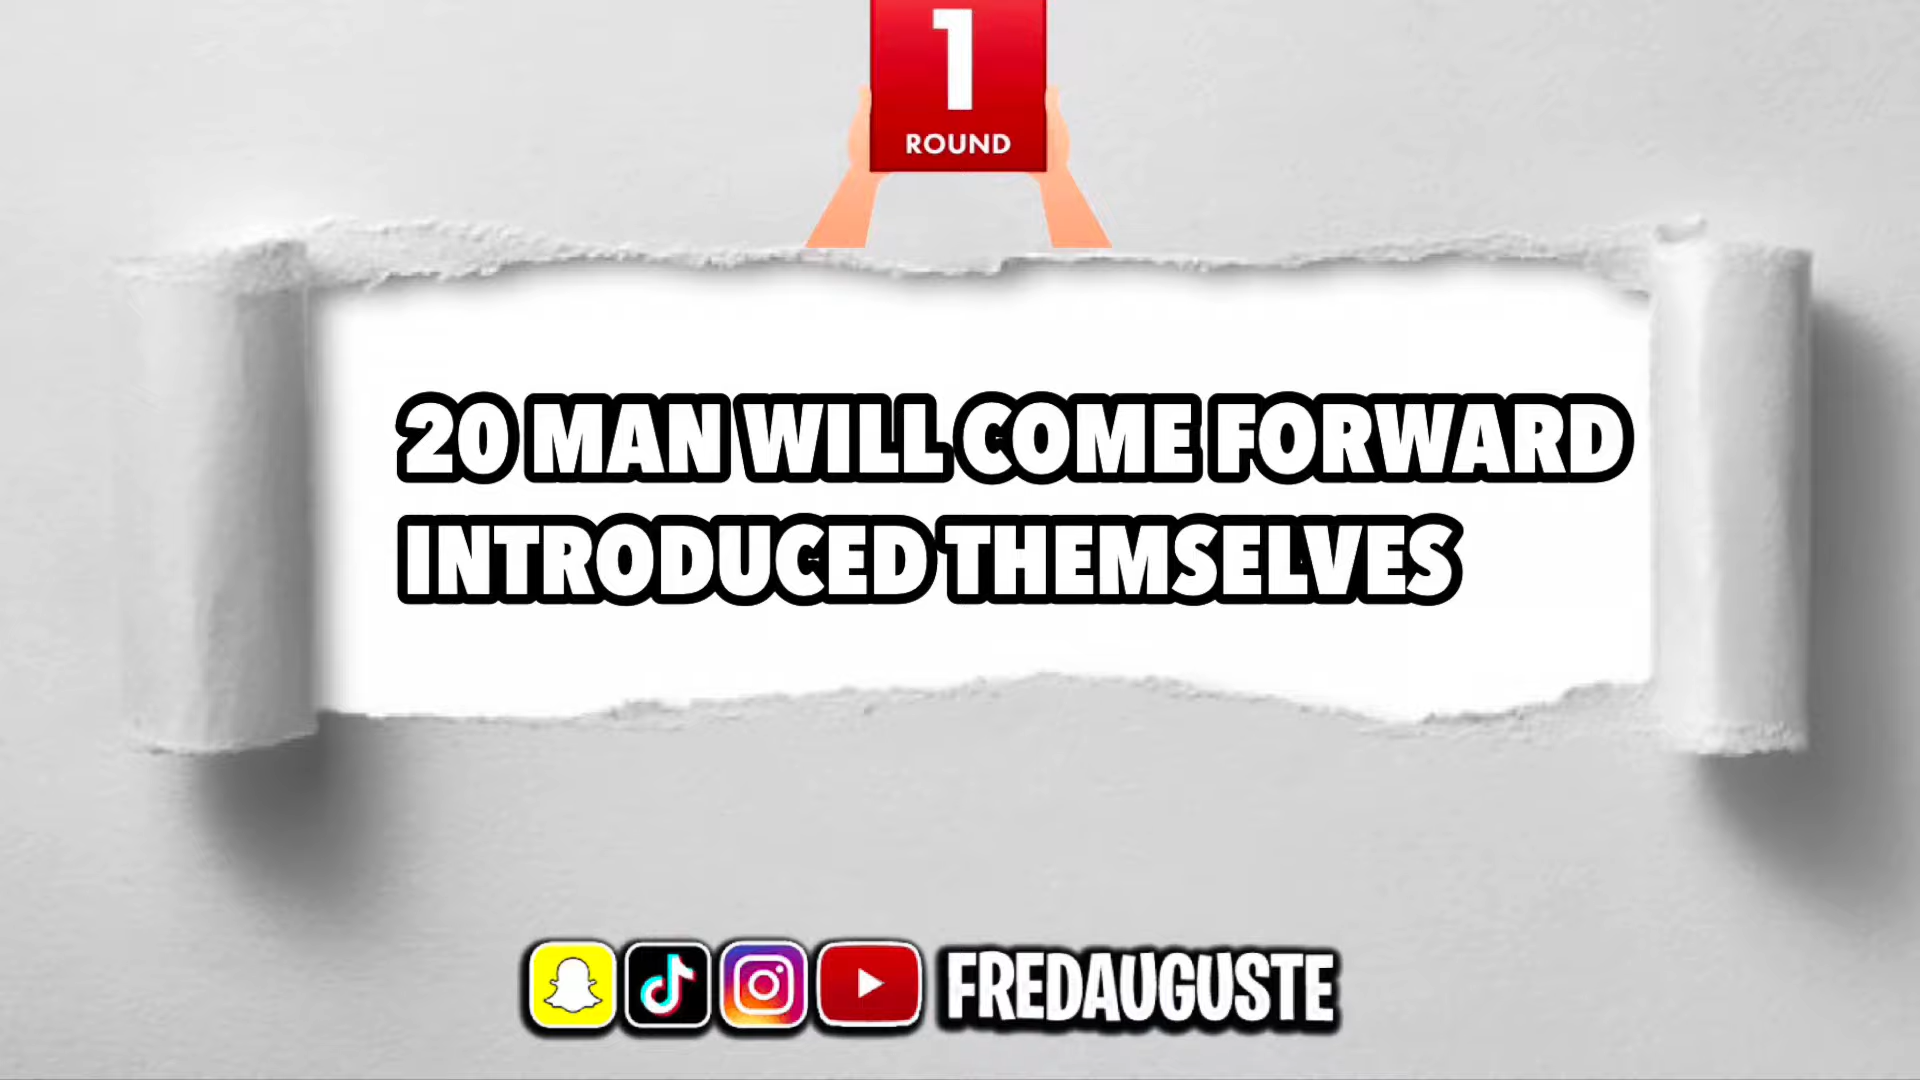 1
ROUND
20 MAN WILL COME FORWARD
INTRODUCED THEMSELVES
FREDAUGUSTE